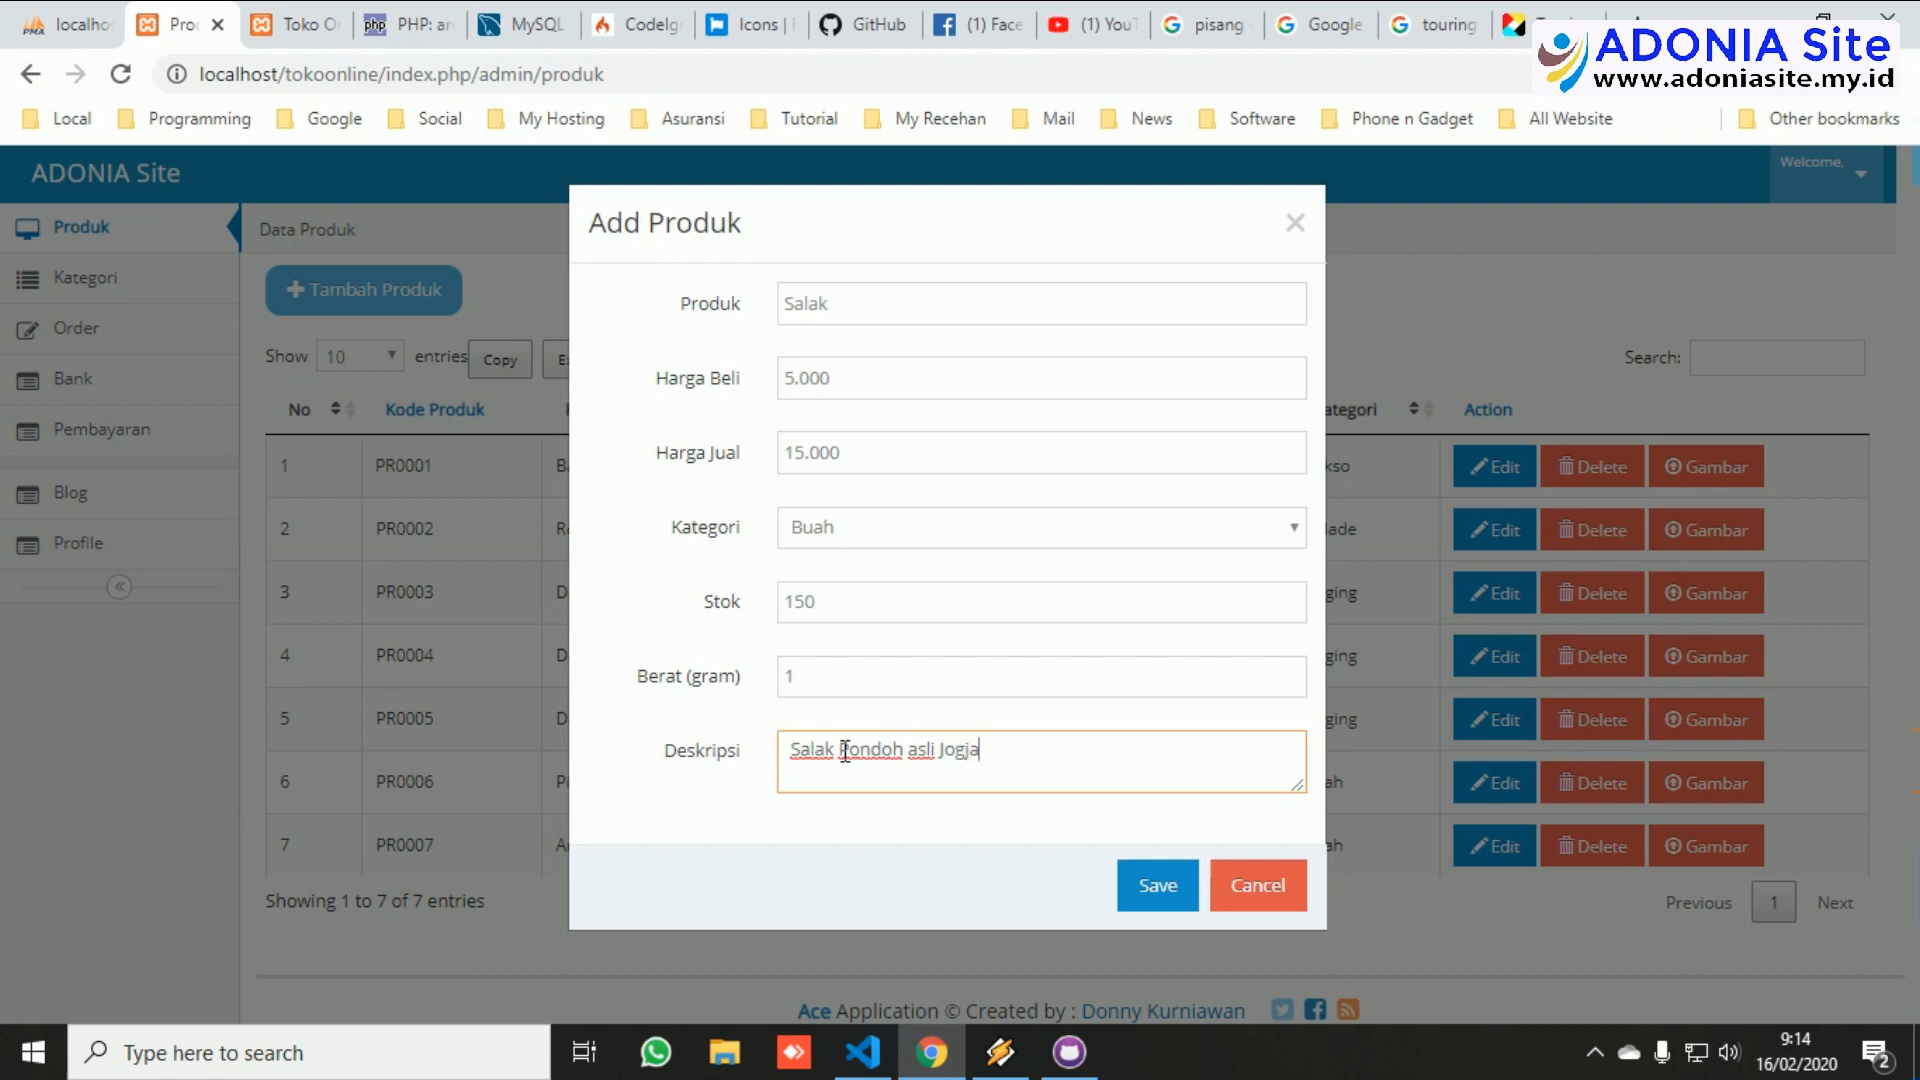 localho
Pro
Toko O
PHP: a
MySQL
CodeIg
Icons |
GitHub
(1) Face
(1) You
pisang
Google
touring
localhost/tokoonline/index.php/admin/produk
ADONIA Site
www.adoniasite.my.id
Local
Programming
Google
Social
My Hosting
Asuransi
Tutorial
My Recehan
Mail
News
Software
Phone n Gadget
All Website
Other bookmarks
ADONIA Site
Welcome,
Produk
Kategori
Order
Bank
Pembayaran
Blog
Profile
Data Produk
Tambah Produk
Show 10 entries
Copy
Search:
No
Kode Produk
ategori
Action
1 PR0001 kso Edit Delete Gambar
2 PR0002 lade Edit Delete Gambar
3 PR0003 ging Edit Delete Gambar
4 PR0004 ging Edit Delete Gambar
5 PR0005 ging Edit Delete Gambar
6 PR0006 ah Edit Delete Gambar
7 PR0007 ah Edit Delete Gambar
Showing 1 to 7 of 7 entries
Previous 1 Next
Add Produk
Produk Salak
Harga Beli 5.000
Harga Jual 15.000
Kategori Buah
Stok 150
Berat (gram) 1
Deskripsi Salak Pondoh asli Jogja
Save
Cancel
Ace Application © Created by : Donny Kurniawan
Type here to search
9:14
16/02/2020
2